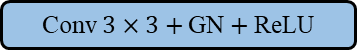 Conv 3 × 3 + GN + ReLU